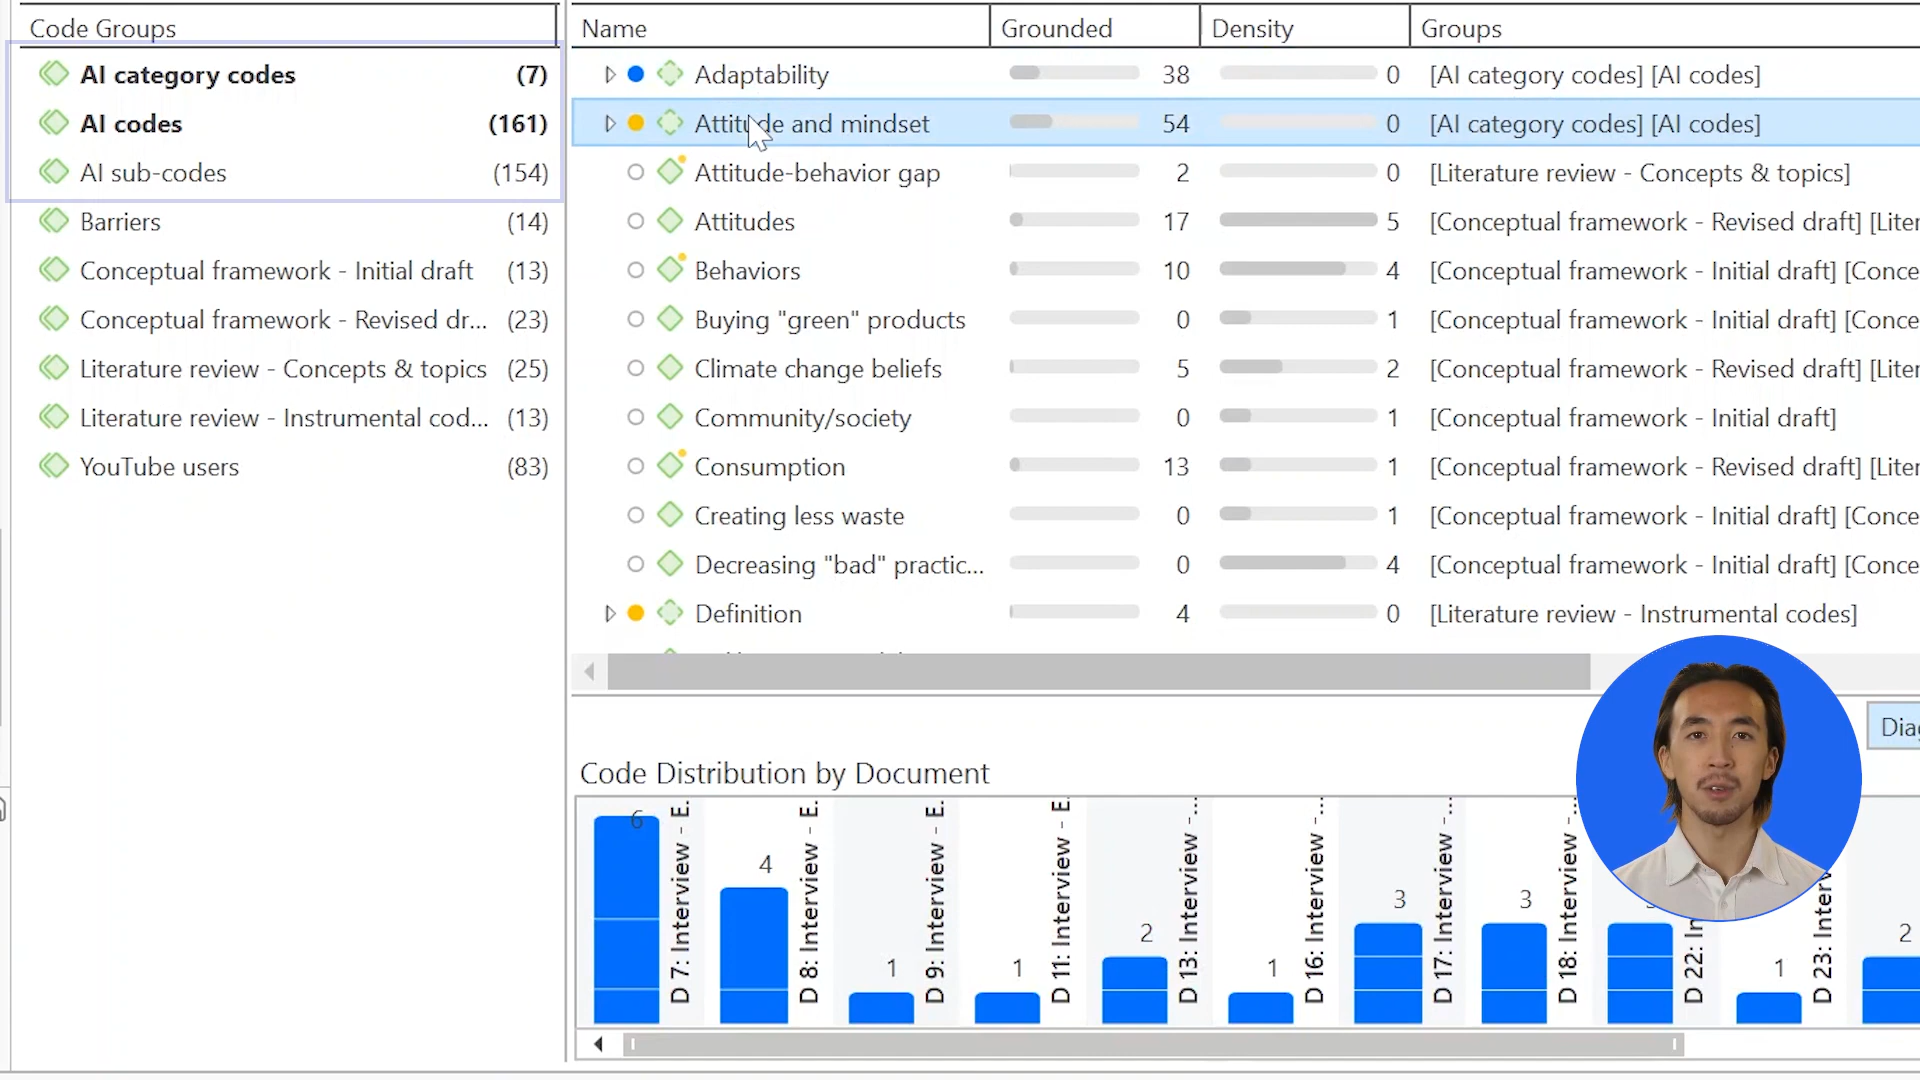 Code Groups
AI category codes (7)
AI codes (161)
AI sub-codes (154)
Barriers (14)
Conceptual framework - Initial draft (13)
Conceptual framework - Revised dr... (23)
Literature review - Concepts & topics (25)
Literature review - Instrumental cod... (13)
YouTube users (83)
Name Grounded Density Groups
Adaptability 38 0 [AI category codes] [AI codes]
Attitude and mindset 54 0 [AI category codes] [AI codes]
Attitude-behavior gap 2 0 [Literature review - Concepts & topics]
Attitudes 17 5 [Conceptual framework - Revised draft] [Liter
Behaviors 10 4 [Conceptual framework - Initial draft] [Conce
Buying "green" products 0 1 [Conceptual framework - Initial draft] [Conce
Climate change beliefs 5 2 [Conceptual framework - Revised draft] [Liter
Community/society 0 1 [Conceptual framework - Initial draft]
Consumption 13 1 [Conceptual framework - Revised draft] [Liter
Creating less waste 0 1 [Conceptual framework - Initial draft] [Conce
Decreasing "bad" practic... 0 4 [Conceptual framework - Initial draft] [Conce
Definition 4 0 [Literature review - Instrumental codes]
Diag
Code Distribution by Document
6
D 7: Interview - E.
4
D 8: Interview - E.
1
D 9: Interview - E.
1
D 11: Interview - E.
2
D 13: Interview -...
1
D 16: Interview -...
3
D 17: Interview -...
3
D 18: Interview -...
D 22: In
1
D 23: Inter
2